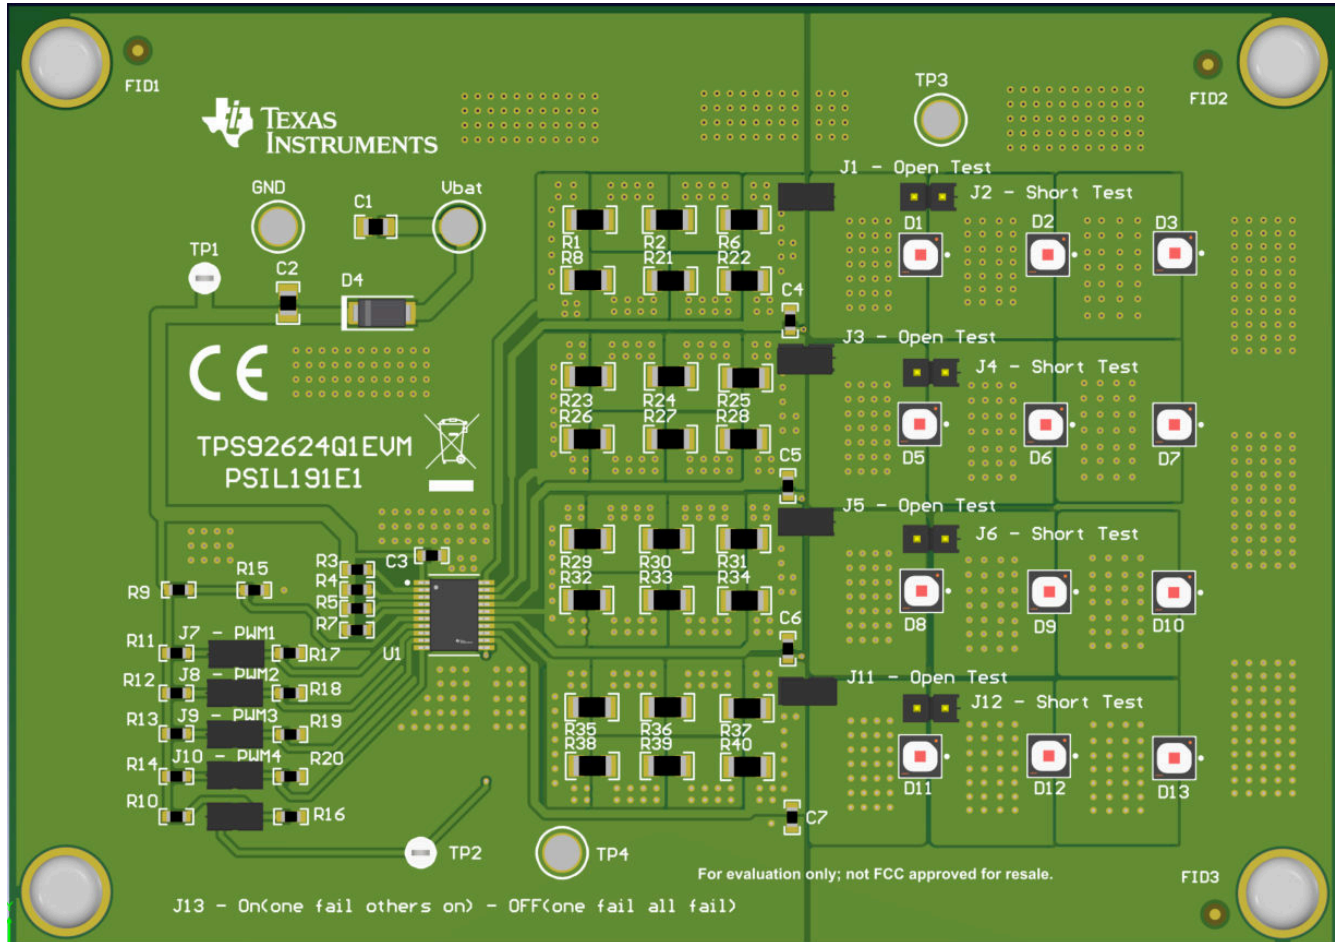 FID1
FID2
TEXAS
INSTRUMENTS
TP3
J1 - Open Test
J2 - Short Test
GND
C1
Vbat
D1
D2
D3
TP1
R1
R2
R6
R8
R21
R22
C2
D4
C4
J3 - Open Test
J4 - Short Test
CE
R23
R24
R25
R26
R27
R28
TPS92624Q1EVM
PSIL191E1
C5
D5
D6
D7
J5 - Open Test
J6 - Short Test
R3
C3
R29
R30
R31
R32
R33
R34
R15
R4
R9
R5
R7
D8
D9
D10
C6
J7 - PWM1
R11
R17
U1
J8 - PWM2
R12
R18
J11 - Open Test
J12 - Short Test
J9 - PWM3
R13
R19
R35
R36
R37
R38
R39
R40
J10 - PWM4
R14
R20
D11
D12
D13
R10
R16
C7
TP2
TP4
For evaluation only; not FCC approved for resale.
FID3
J13 - On(one fail others on) - OFF(one fail all fail)